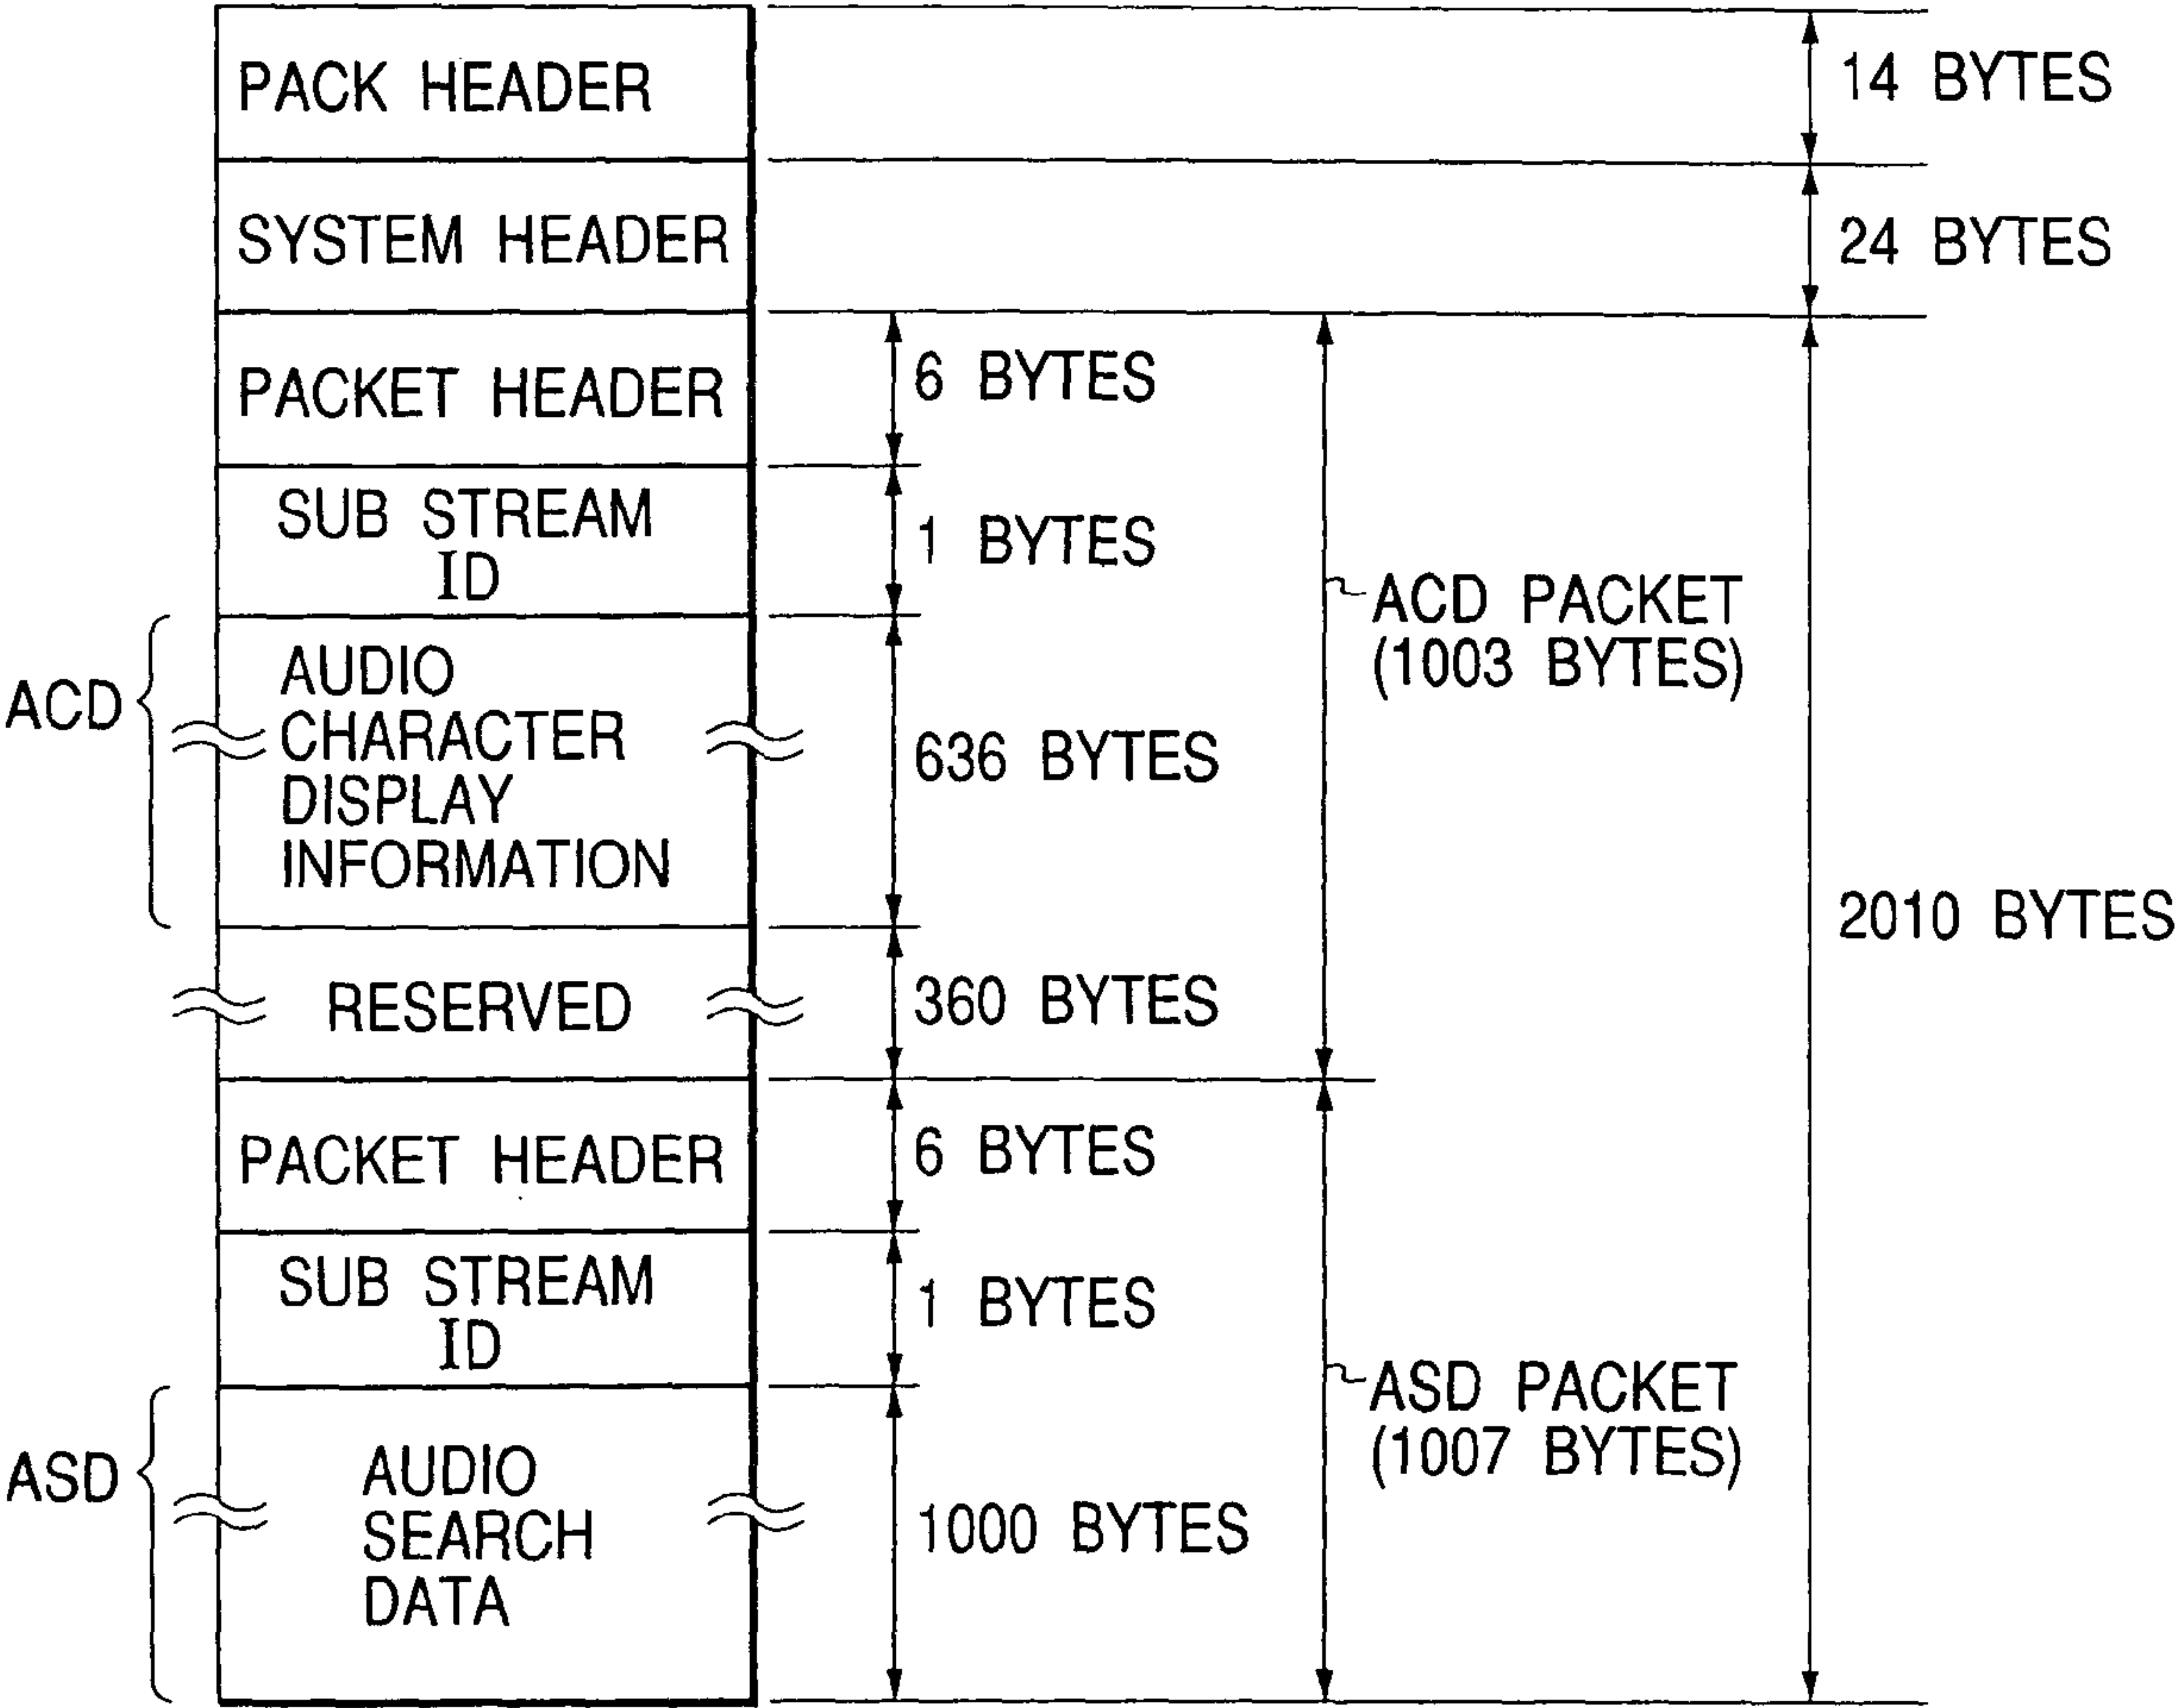 PACK HEADER
14 BYTES
SYSTEM HEADER
24 BYTES
PACKET HEADER
6 BYTES
SUB STREAM
ID
1 BYTES
ACD PACKET
(1003 BYTES)
ACD
AUDIO
CHARACTER
DISPLAY
INFORMATION
636 BYTES
2010 BYTES
RESERVED
360 BYTES
PACKET HEADER
6 BYTES
SUB STREAM
ID
1 BYTES
ASD PACKET
(1007 BYTES)
ASD
AUDIO
SEARCH
DATA
1000 BYTES